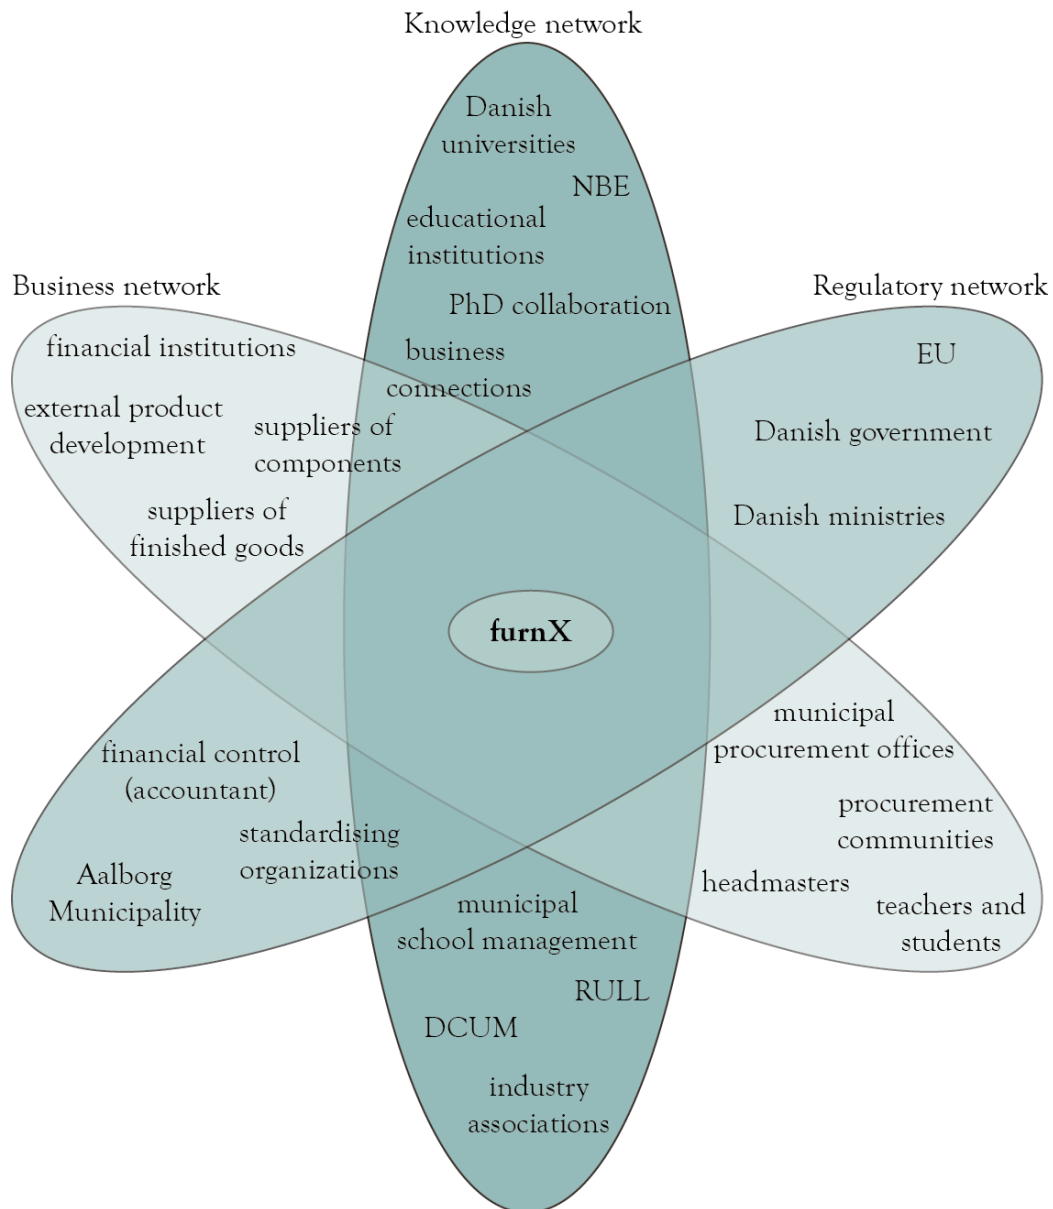 Knowledge network
Danish
universities
NBE
educational
institutions
Business network
Regulatory network
PhD collaboration
financial institutions
business
connections
EU
external product
development
suppliers of
components
Danish government
suppliers of
finished goods
Danish ministries
furnX
municipal
procurement offices
financial control
(accountant)
procurement
communities
standardising
organizations
Aalborg
Municipality
headmasters
teachers and
students
municipal
school management
RULL
DCUM
industry
associations